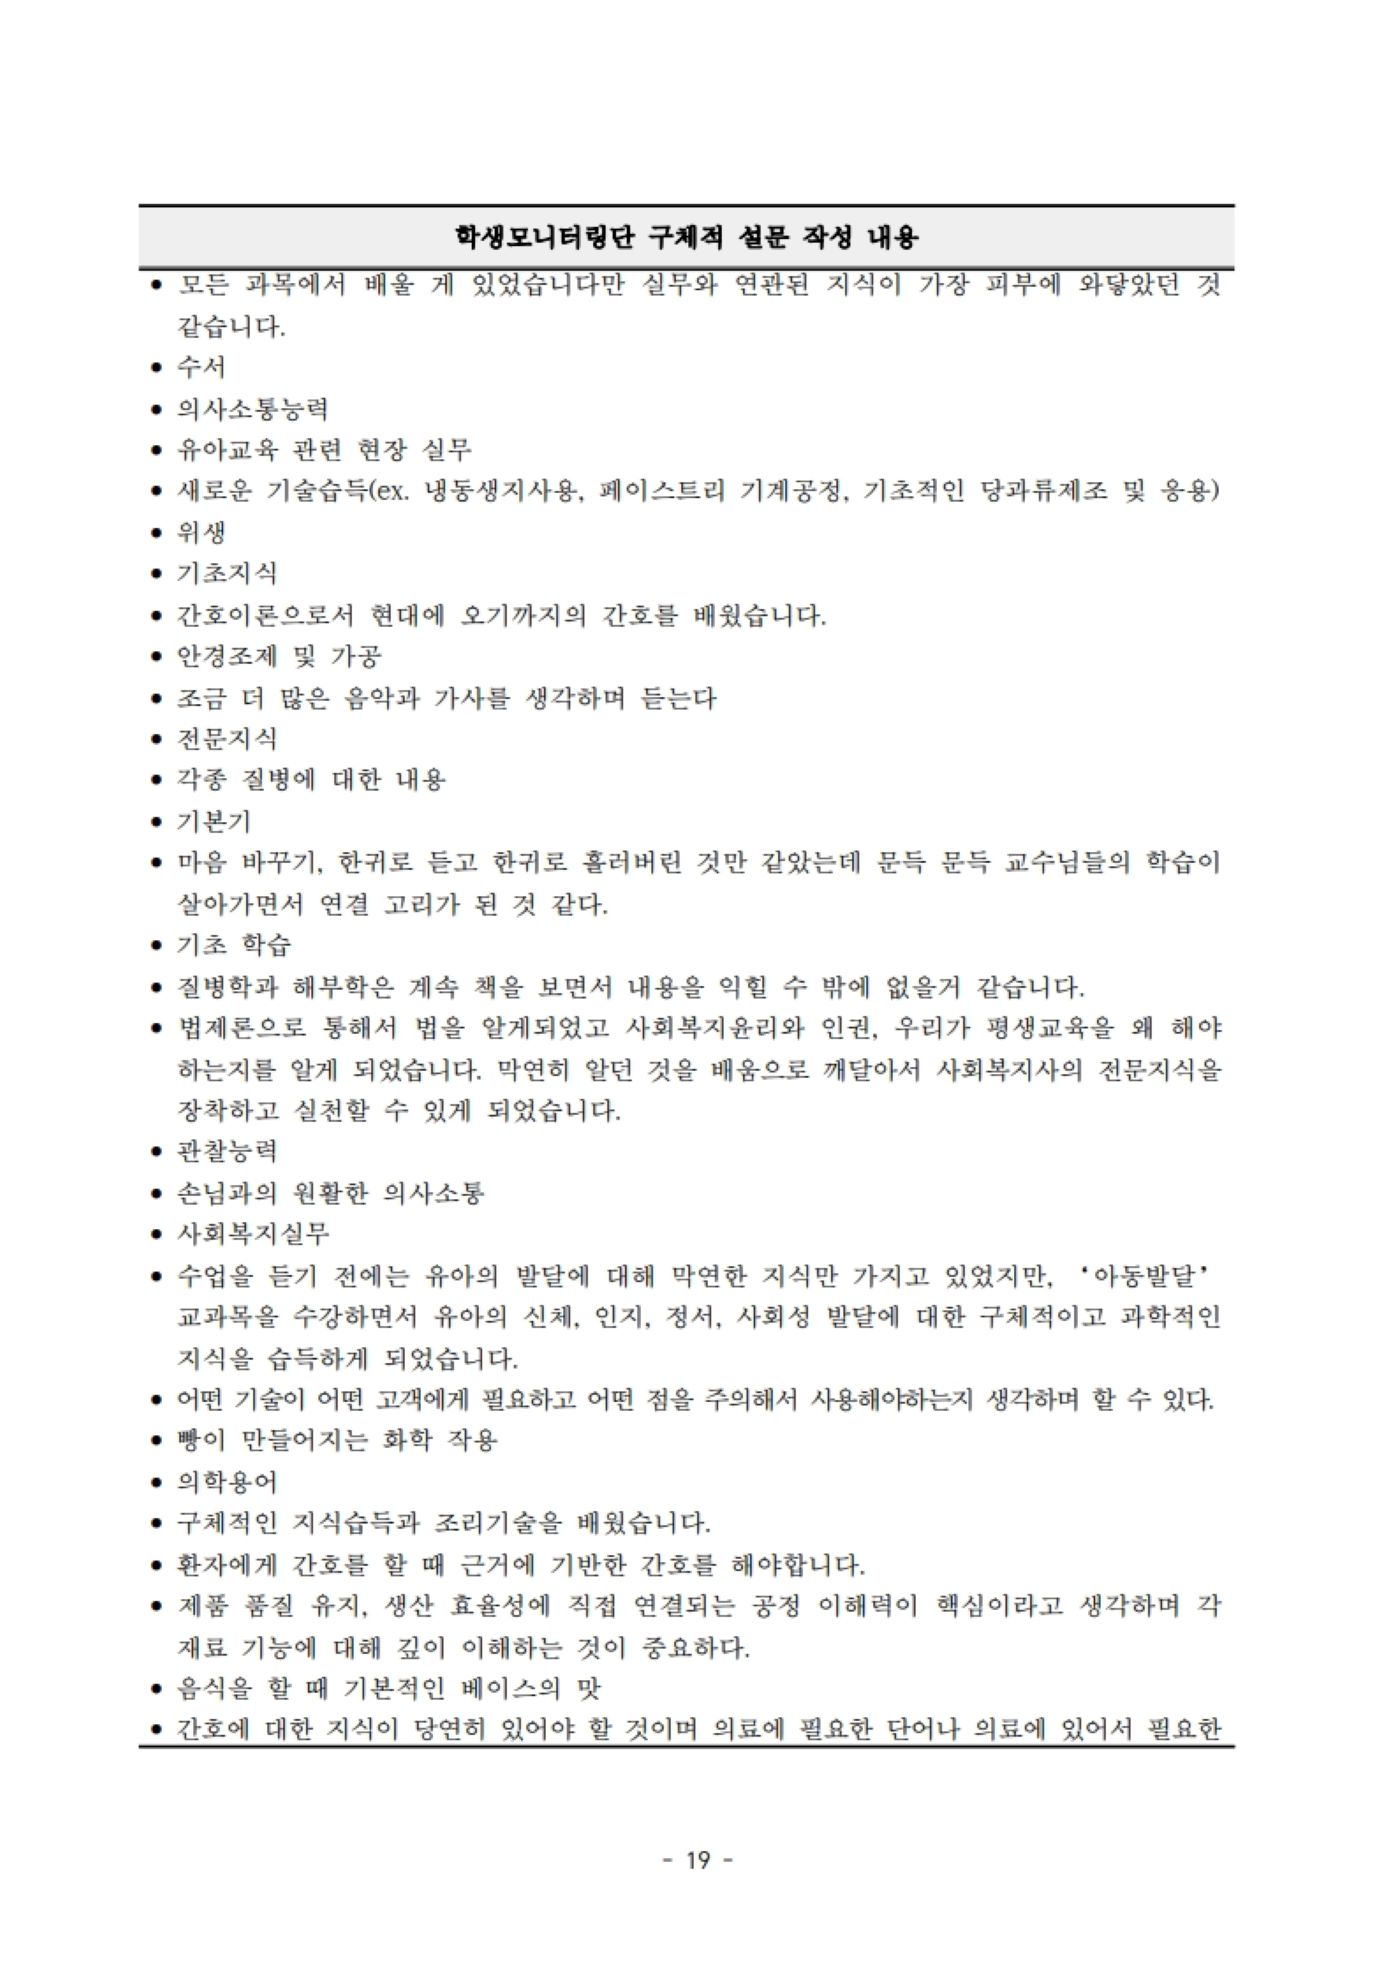 학생모니터링단 구체적 설문 작성 내용
• 모든 과목에서 배울 게 있었습니다만 실무와 연관된 지식이 가장 피부에 와닿았던 것
같습니다.
• 수서
• 의사소통능력
• 유아교육 관련 현장 실무
• 새로운 기술습득(ex. 냉동생지사용, 페이스트리 기계공정, 기초적인 당과류제조 및 응용)
• 위생
• 기초지식
• 간호이론으로서 현대에 오기까지의 간호를 배웠습니다.
• 안경조제 및 가공
• 조금 더 많은 음악과 가사를 생각하며 듣는다
• 전문지식
• 각종 질병에 대한 내용
• 기본기
• 마음 바꾸기, 한귀로 듣고 한귀로 흘러버린 것만 같았는데 문득 문득 교수님들의 학습이
살아가면서 연결 고리가 된 것 같다.
• 기초 학습
• 질병학과 해부학은 계속 책을 보면서 내용을 익힐 수 밖에 없을거 같습니다.
• 법제론으로 통해서 법을 알게되었고 사회복지윤리와 인권, 우리가 평생교육을 왜 해야
하는지를 알게 되었습니다. 막연히 알던 것을 배움으로 깨달아서 사회복지사의 전문지식을
장착하고 실천할 수 있게 되었습니다.
• 관찰능력
• 손님과의 원활한 의사소통
• 사회복지실무
• 수업을 듣기 전에는 유아의 발달에 대해 막연한 지식만 가지고 있었지만, ‘아동발달’
교과목을 수강하면서 유아의 신체, 인지, 정서, 사회성 발달에 대한 구체적이고 과학적인
지식을 습득하게 되었습니다.
• 어떤 기술이 어떤 고객에게 필요하고 어떤 점을 주의해서 사용해야하는지 생각하며 할 수 있다.
• 빵이 만들어지는 화학 작용
• 의학용어
• 구체적인 지식습득과 조리기술을 배웠습니다.
• 환자에게 간호를 할 때 근거에 기반한 간호를 해야합니다.
• 제품 품질 유지, 생산 효율성에 직접 연결되는 공정 이해력이 핵심이라고 생각하며 각
재료 기능에 대해 깊이 이해하는 것이 중요하다.
• 음식을 할 때 기본적인 베이스의 맛
• 간호에 대한 지식이 당연히 있어야 할 것이며 의료에 필요한 단어나 의료에 있어서 필요한
- 19 -